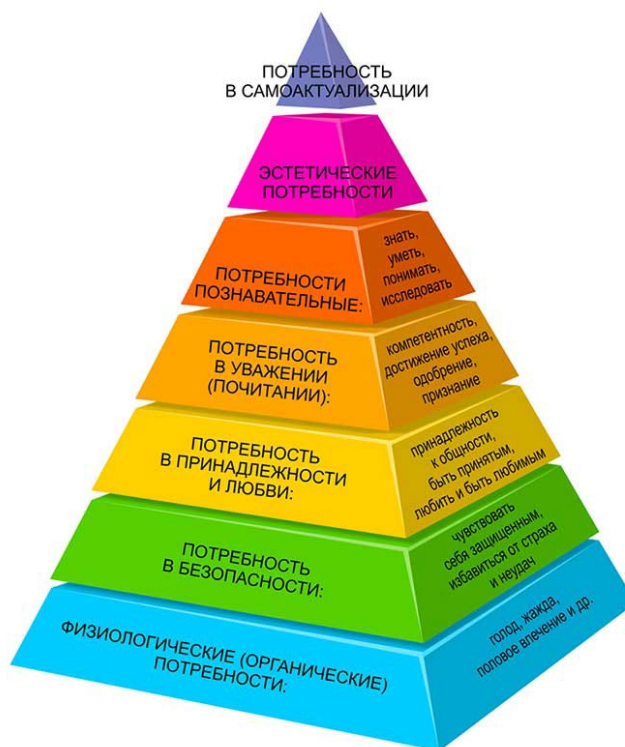 ПОТРЕБНОСТЬ
В САМОАКТУАЛИЗАЦИИ
ЭСТЕТИЧЕСКИЕ
ПОТРЕБНОСТИ
ПОТРЕБНОСТИ
ПОЗНАВАТЕЛЬНЫЕ:
знать,
уметь,
понимать,
исследовать
ПОТРЕБНОСТЬ
В УВАЖЕНИИ
(ПОЧИТАНИИ):
компетентность,
достижение успеха,
одобрение,
признание
ПОТРЕБНОСТЬ
В ПРИНАДЛЕЖНОСТИ
И ЛЮБВИ:
принадлежность
к общности,
быть принятым,
любить и быть любимым
ПОТРЕБНОСТЬ
В БЕЗОПАСНОСТИ:
чувствовать
себя защищенным,
избавиться от страха
и неудач
ФИЗИОЛОГИЧЕСКИЕ (ОРГАНИЧЕСКИЕ)
ПОТРЕБНОСТИ:
голод, жажда,
половое влечение и др.